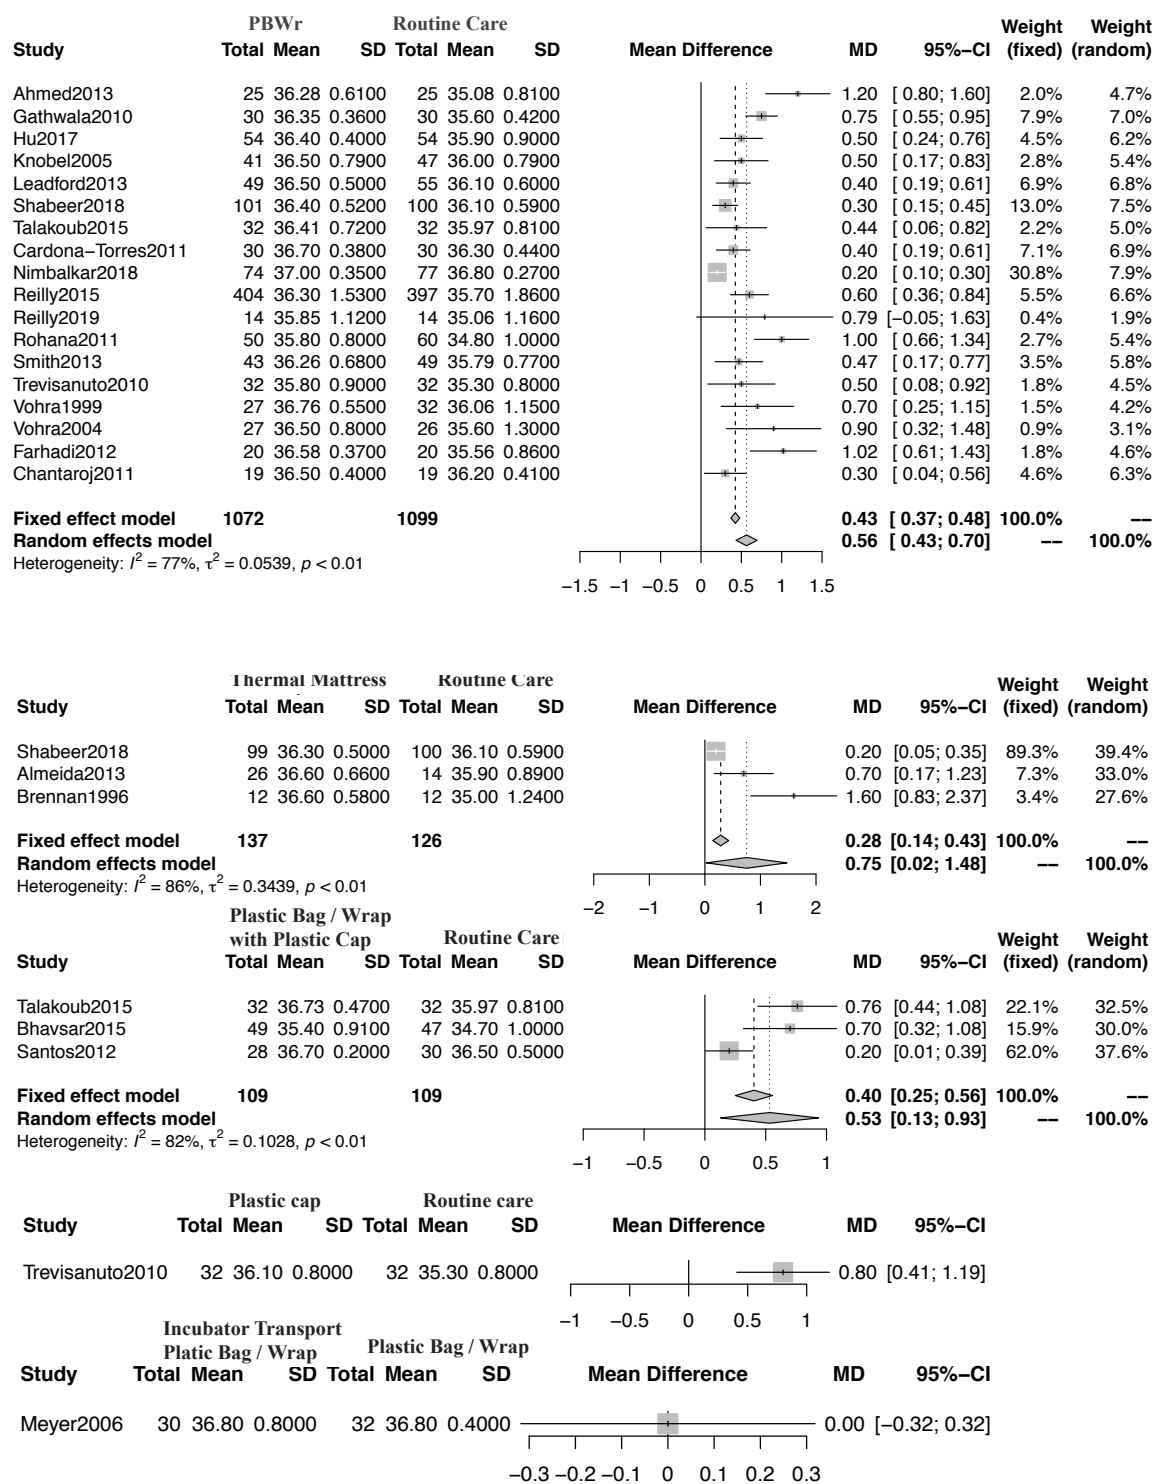 PBWr Routine Care Weight Weight
Study Total Mean SD Total Mean SD Mean Difference MD 95%−CI (fixed) (random)
Ahmed2013 25 36.28 0.6100 25 35.08 0.8100 1.20 [ 0.80; 1.60] 2.0% 4.7%
Gathwala2010 30 36.35 0.3600 30 35.60 0.4200 0.75 [ 0.55; 0.95] 7.9% 7.0%
Hu2017 54 36.40 0.4000 54 35.90 0.9000 0.50 [ 0.24; 0.76] 4.5% 6.2%
Knobel2005 41 36.50 0.7900 47 36.00 0.7900 0.50 [ 0.17; 0.83] 2.8% 5.4%
Leadford2013 49 36.50 0.5000 55 36.10 0.6000 0.40 [ 0.19; 0.61] 6.9% 6.8%
Shabeer2018 101 36.40 0.5200 100 36.10 0.5900 0.30 [ 0.15; 0.45] 13.0% 7.5%
Talakoub2015 32 36.41 0.7200 32 35.97 0.8100 0.44 [ 0.06; 0.82] 2.2% 5.0%
Cardona−Torres2011 30 36.70 0.3800 30 36.30 0.4400 0.40 [ 0.19; 0.61] 7.1% 6.9%
Nimbalkar2018 74 37.00 0.3500 77 36.80 0.2700 0.20 [ 0.10; 0.30] 30.8% 7.9%
Reilly2015 404 36.30 1.5300 397 35.70 1.8600 0.60 [ 0.36; 0.84] 5.5% 6.6%
Reilly2019 14 35.85 1.1200 14 35.06 1.1600 0.79 [−0.05; 1.63] 0.4% 1.9%
Rohana2011 50 35.80 0.8000 60 34.80 1.0000 1.00 [ 0.66; 1.34] 2.7% 5.4%
Smith2013 43 36.26 0.6800 49 35.79 0.7700 0.47 [ 0.17; 0.77] 3.5% 5.8%
Trevisanuto2010 32 35.80 0.9000 32 35.30 0.8000 0.50 [ 0.08; 0.92] 1.8% 4.5%
Vohra1999 27 36.76 0.5500 32 36.06 1.1500 0.70 [ 0.25; 1.15] 1.5% 4.2%
Vohra2004 27 36.50 0.8000 26 35.60 1.3000 0.90 [ 0.32; 1.48] 0.9% 3.1%
Farhadi2012 20 36.58 0.3700 20 35.56 0.8600 1.02 [ 0.61; 1.43] 1.8% 4.6%
Chantaroj2011 19 36.50 0.4000 19 36.20 0.4100 0.30 [ 0.04; 0.56] 4.6% 6.3%
Fixed effect model 1072 1099 0.43 [ 0.37; 0.48] 100.0% −−
Random effects model 0.56 [ 0.43; 0.70] −− 100.0%
Heterogeneity: I² = 77%, τ² = 0.0539, p < 0.01
−1.5 −1 −0.5 0 0.5 1 1.5
Thermal Mattress Routine Care Weight Weight
Study Total Mean SD Total Mean SD Mean Difference MD 95%−CI (fixed) (random)
Shabeer2018 99 36.30 0.5000 100 36.10 0.5900 0.20 [0.05; 0.35] 89.3% 39.4%
Almeida2013 26 36.60 0.6600 14 35.90 0.8900 0.70 [0.17; 1.23] 7.3% 33.0%
Brennan1996 12 36.60 0.5800 12 35.00 1.2400 1.60 [0.83; 2.37] 3.4% 27.6%
Fixed effect model 137 126 0.28 [0.14; 0.43] 100.0% −−
Random effects model 0.75 [0.02; 1.48] −− 100.0%
Heterogeneity: I² = 86%, τ² = 0.3439, p < 0.01
−2 −1 0 1 2
Plastic Bag / Wrap
with Plastic Cap Routine Care Weight Weight
Study Total Mean SD Total Mean SD Mean Difference MD 95%−CI (fixed) (random)
Talakoub2015 32 36.73 0.4700 32 35.97 0.8100 0.76 [0.44; 1.08] 22.1% 32.5%
Bhavsar2015 49 35.40 0.9100 47 34.70 1.0000 0.70 [0.32; 1.08] 15.9% 30.0%
Santos2012 28 36.70 0.2000 30 36.50 0.5000 0.20 [0.01; 0.39] 62.0% 37.6%
Fixed effect model 109 109 0.40 [0.25; 0.56] 100.0% −−
Random effects model 0.53 [0.13; 0.93] −− 100.0%
Heterogeneity: I² = 82%, τ² = 0.1028, p < 0.01
−1 −0.5 0 0.5 1
Plastic cap Routine care
Study Total Mean SD Total Mean SD Mean Difference MD 95%−CI
Trevisanuto2010 32 36.10 0.8000 32 35.30 0.8000 0.80 [0.41; 1.19]
−1 −0.5 0 0.5 1
Incubator Transport
Platic Bag / Wrap Plastic Bag / Wrap
Study Total Mean SD Total Mean SD Mean Difference MD 95%−CI
Meyer2006 30 36.80 0.8000 32 36.80 0.4000 0.00 [−0.32; 0.32]
−0.3 −0.2 −0.1 0 0.1 0.2 0.3